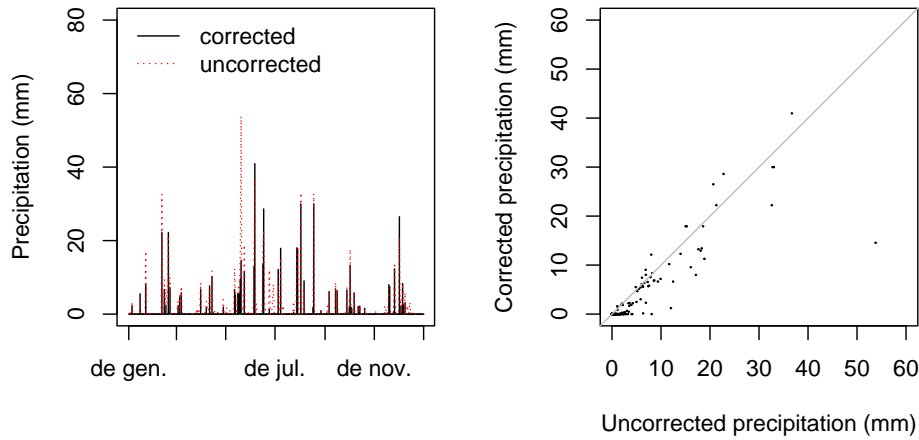 Precipitation (mm)
80
60
40
20
0
corrected
uncorrected
de gen.
de jul.
de nov.
Corrected precipitation (mm)
60
50
40
30
20
10
0
0 10 20 30 40 50 60
Uncorrected precipitation (mm)